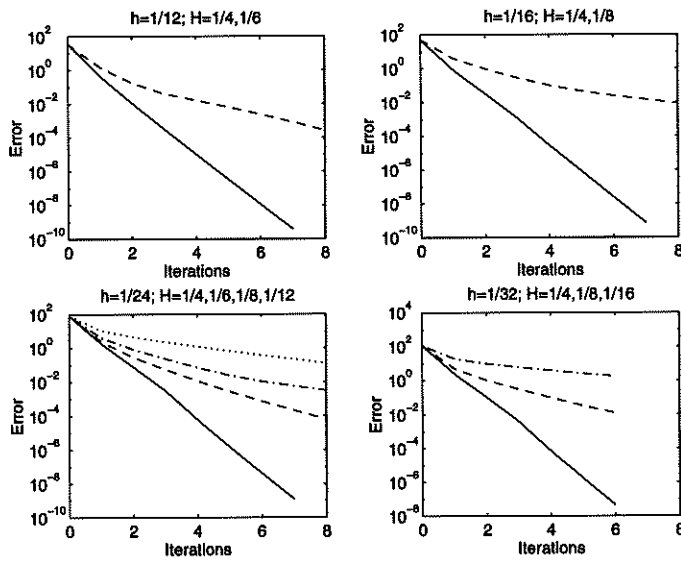 h=1/12; H=1/4,1/6
10^2
10^0
10^-2
10^-4
10^-6
10^-8
10^-10
Error
0 2 4 6 8
Iterations
h=1/16; H=1/4,1/8
10^2
10^0
10^-2
10^-4
10^-6
10^-8
10^-10
Error
0 2 4 6 8
Iterations
h=1/24; H=1/4,1/6,1/8,1/12
10^2
10^0
10^-2
10^-4
10^-6
10^-8
10^-10
Error
0 2 4 6 8
Iterations
h=1/32; H=1/4,1/8,1/16
10^4
10^2
10^0
10^-2
10^-4
10^-6
10^-8
Error
0 2 4 6 8
Iterations